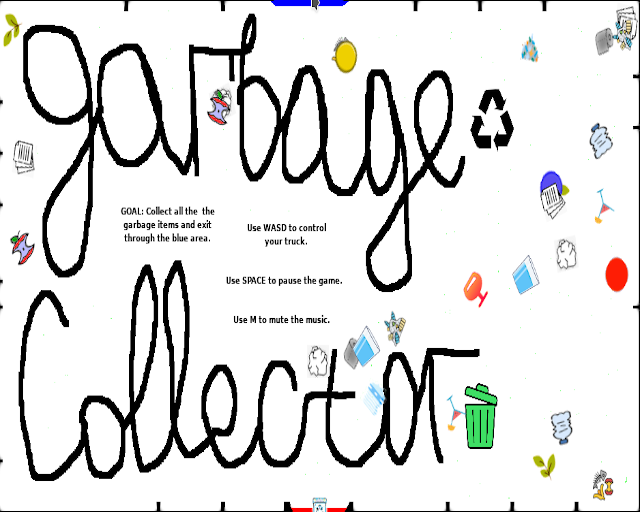 garbage
GOAL: Collect all the the
garbage items and exit
through the blue area.
Use WASD to control
your truck.
Use SPACE to pause the game.
Use M to mute the music.
Collector